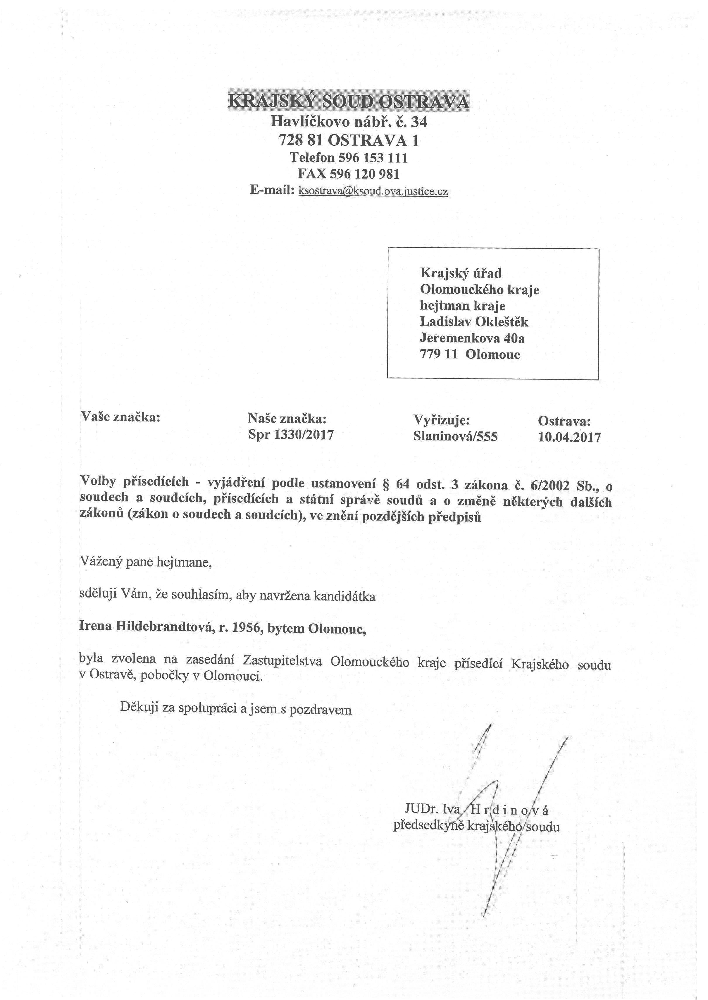 KRAJSKÝ SOUD OSTRAVA
Havlíčkovo nábř. č. 34
728 81 OSTRAVA 1
Telefon 596 153 111
FAX 596 120 981
E-mail: ksostrava@ksoud.ova.justice.cz
Krajský úřad
Olomouckého kraje
hejtman kraje
Ladislav Okleštěk
Jeremenkova 40a
779 11 Olomouc
Vaše značka: Naše značka: Vyřizuje: Ostrava:
Spr 1330/2017 Slaninová/555 10.04.2017
Volby přísedících - vyjádření podle ustanovení § 64 odst. 3 zákona č. 6/2002 Sb., o
soudech a soudcích, přísedících a státní správě soudů a o změně některých dalších
zákonů (zákon o soudech a soudcích), ve znění pozdějších předpisů
Vážený pane hejtmane,
sděluji Vám, že souhlasím, aby navržena kandidátka
Irena Hildebrandtová, r. 1956, bytem Olomouc,
byla zvolena na zasedání Zastupitelstva Olomouckého kraje přísedící Krajského soudu
v Ostravě, pobočky v Olomouci.
Děkuji za spolupráci a jsem s pozdravem
JUDr. Iva H r d i n o v á
předsedkyně krajského soudu